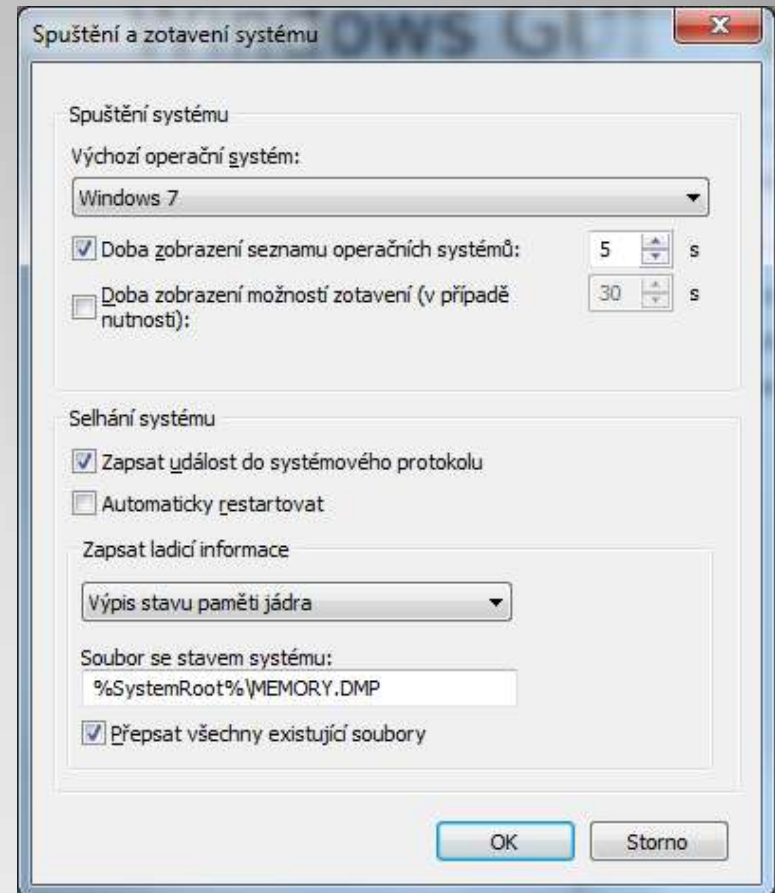 Spuštění a zotavení systému
Windows GUI
Spuštění systému
Výchozí operační systém:
Windows 7
Doba zobrazení seznamu operačních systémů: 5 s
Doba zobrazení možností zotavení (v případě 30 s
nutnosti):
Selhání systému
Zapsat událost do systémového protokolu
Automaticky restartovat
Zapsat ladicí informace
Výpis stavu paměti jádra
Soubor se stavem systému:
%SystemRoot%\MEMORY.DMP
Přepsat všechny existující soubory
OK Storno